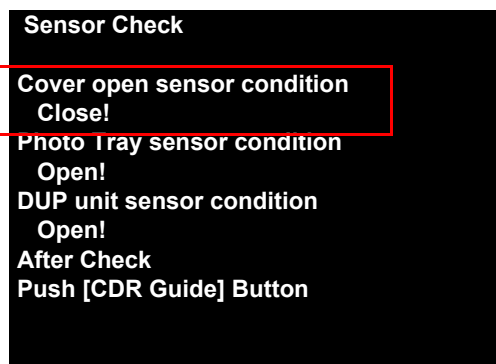 Sensor Check
Cover open sensor condition
Close!
Photo Tray sensor condition
Open!
DUP unit sensor condition
Open!
After Check
Push [CDR Guide] Button